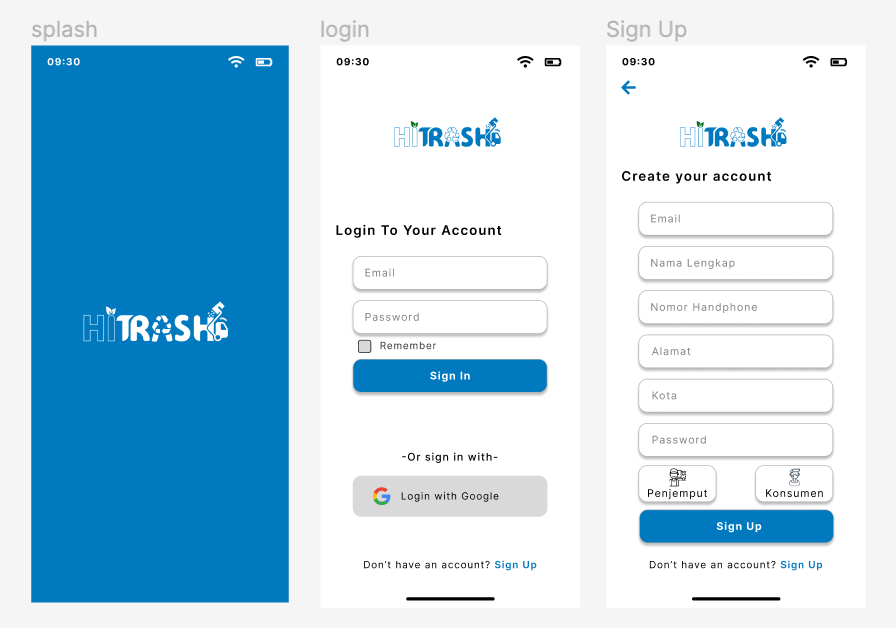 splash
09:30
HiTRASH
login
09:30
HiTRASH
Login To Your Account
Email
Password
Remember
Sign In
-Or sign in with-
Login with Google
Don't have an account? Sign Up
Sign Up
09:30
HiTRASH
Create your account
Email
Nama Lengkap
Nomor Handphone
Alamat
Kota
Password
Penjemput
Konsumen
Sign Up
Don't have an account? Sign Up